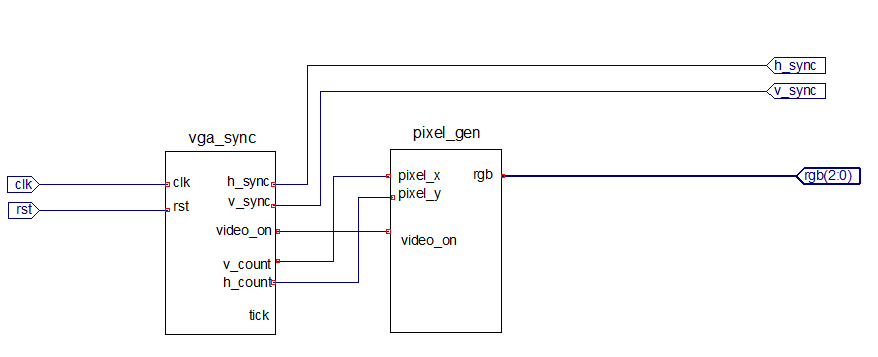 h_sync
v_sync
vga_sync
pixel_gen
clk
rst
clk
rst
h_sync
v_sync
video_on
v_count
h_count
tick
pixel_x
pixel_y
video_on
rgb
rgb(2:0)